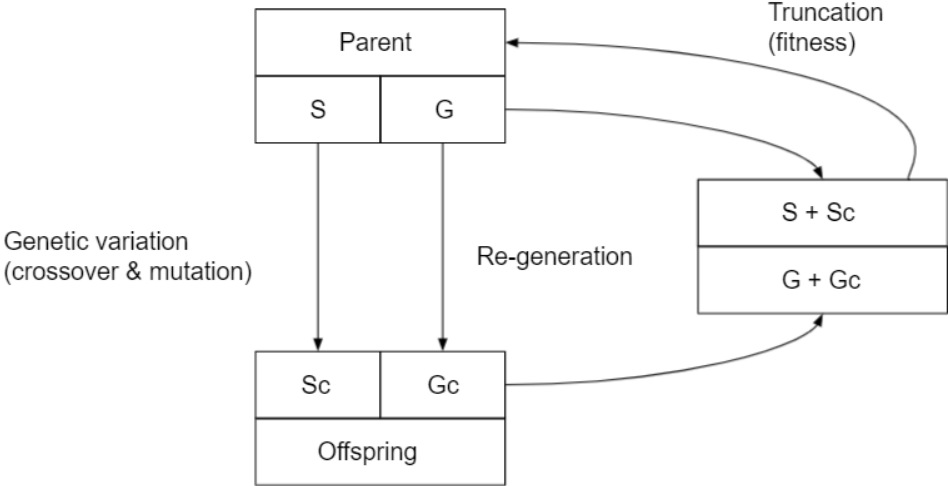 Truncation
(fitness)
Parent
S
G
S + Sc
G + Gc
Genetic variation
(crossover & mutation)
Re-generation
Sc
Gc
Offspring